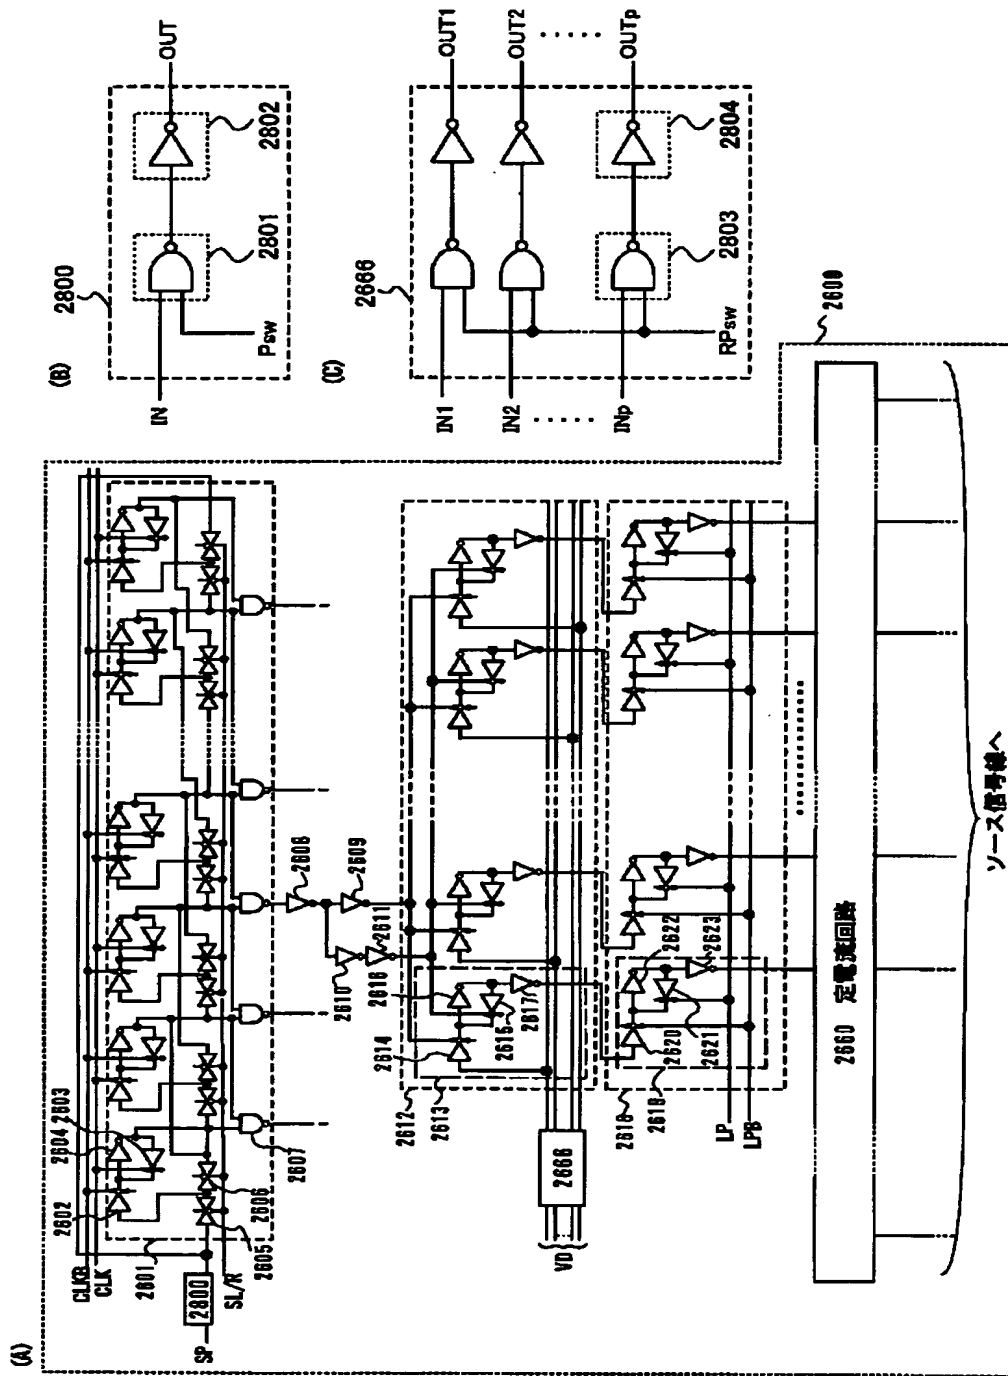 (A)
CLKB
CLK
2601
SP
2800
SL/R
2602
2604
2603
2605
2606
2607
2608
2609
2610
2611
2612
2613
2614
2616
2615
2617
VD
2666
2618
2619
2620
2621
2622
2623
LP
LPB
2660 定電流回路
ソース信号線へ
2600
(B)
2800
IN
Psw
2801
2802
OUT
(C)
2666
IN1
IN2
INp
RPsw
2803
2804
OUT1
OUT2
OUTp